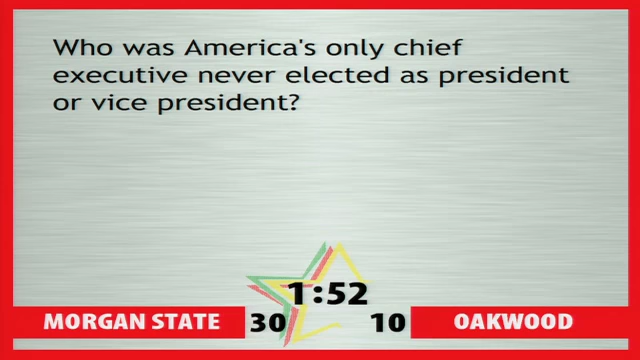 Who was America's only chief
executive never elected as president
or vice president?
1:52
MORGAN STATE 30 10 OAKWOOD